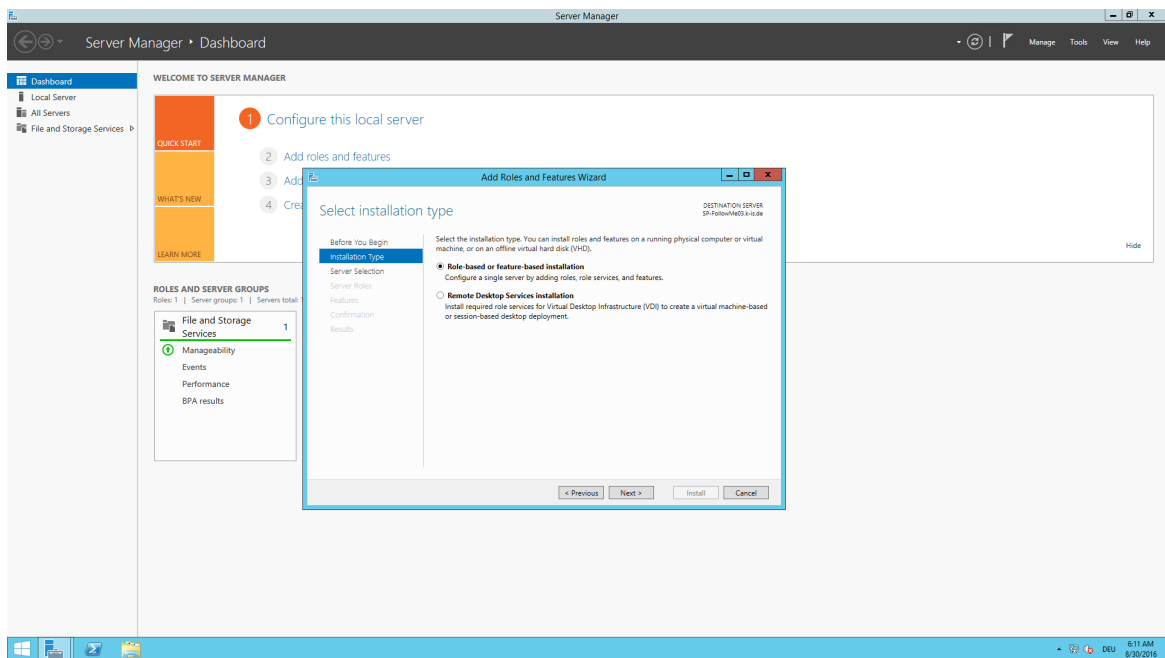 Server Manager
Server Manager • Dashboard
Manage Tools View Help
Dashboard
Local Server
All Servers
File and Storage Services
WELCOME TO SERVER MANAGER
QUICK START
WHAT'S NEW
LEARN MORE
1 Configure this local server
2 Add roles and features
3 Add
4 Crea
Hide
ROLES AND SERVER GROUPS
Roles: 1 | Server groups: 1 | Servers total: 1
File and Storage
Services
1
Manageability
Events
Performance
BPA results
Add Roles and Features Wizard
Select installation type
DESTINATION SERVER
SP-FollowMe03.k-is.de
Before You Begin
Installation Type
Server Selection
Server Roles
Features
Confirmation
Results
Select the installation type. You can install roles and features on a running physical computer or virtual
machine, or on an offline virtual hard disk (VHD).
Role-based or feature-based installation
Configure a single server by adding roles, role services, and features.
Remote Desktop Services installation
Install required role services for Virtual Desktop Infrastructure (VDI) to create a virtual machine-based
or session-based desktop deployment.
< Previous Next > Install Cancel
DEU
6:11 AM
8/30/2016